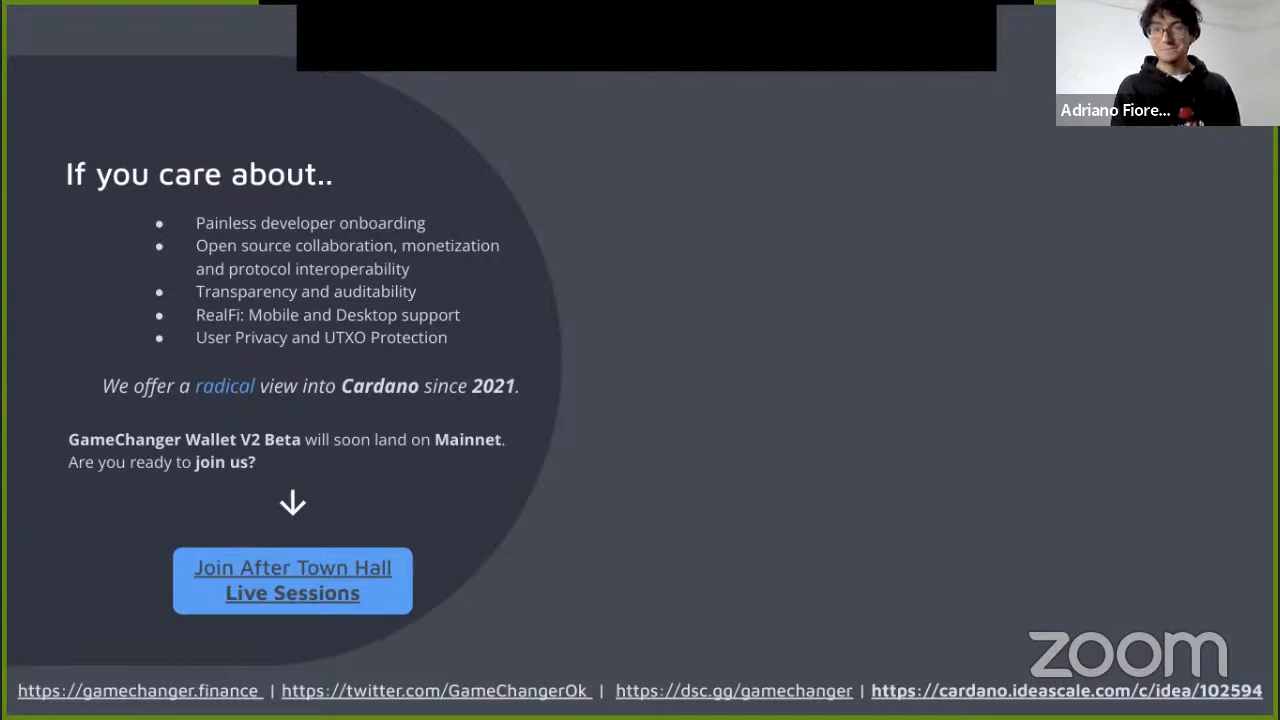 Adriano Fiore...
If you care about..
● Painless developer onboarding
● Open source collaboration, monetization
and protocol interoperability
● Transparency and auditability
● RealFi: Mobile and Desktop support
● User Privacy and UTXO Protection
We offer a radical view into Cardano since 2021.
GameChanger Wallet V2 Beta will soon land on Mainnet.
Are you ready to join us?
Join After Town Hall
Live Sessions
zoom
https://gamechanger.finance | https://twitter.com/GameChangerOk | https://dsc.gg/gamechanger | https://cardano.ideascale.com/c/idea/102594